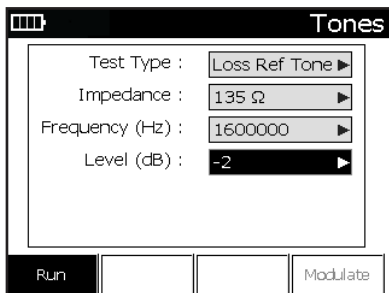 Tones
Test Type : Loss Ref Tone
Impedance : 135 Ω
Frequency (Hz) : 1600000
Level (dB) : -2
Run Modulate